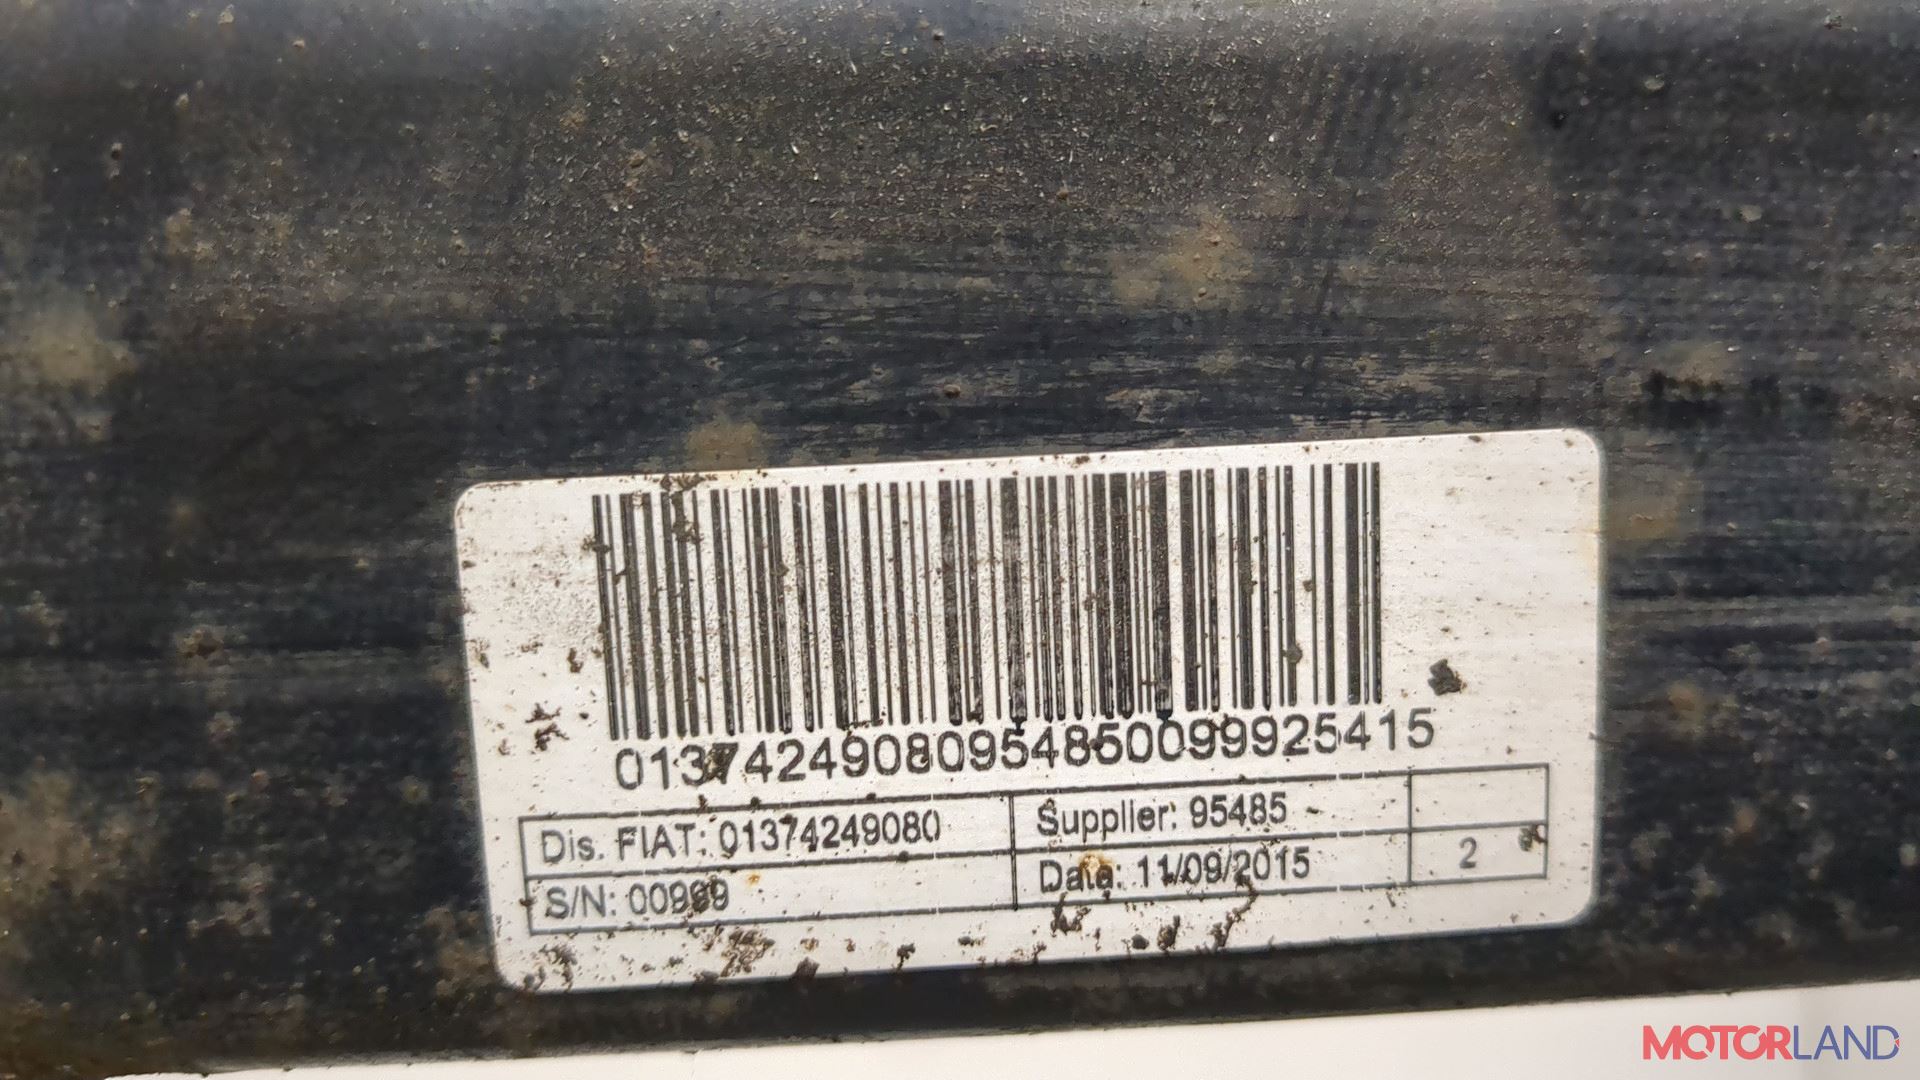 01374249080954850099925415
Dis. FIAT: 01374249080
Supplier: 95485
S/N: 00999
Date: 11/09/2015
2
MOTORLAND